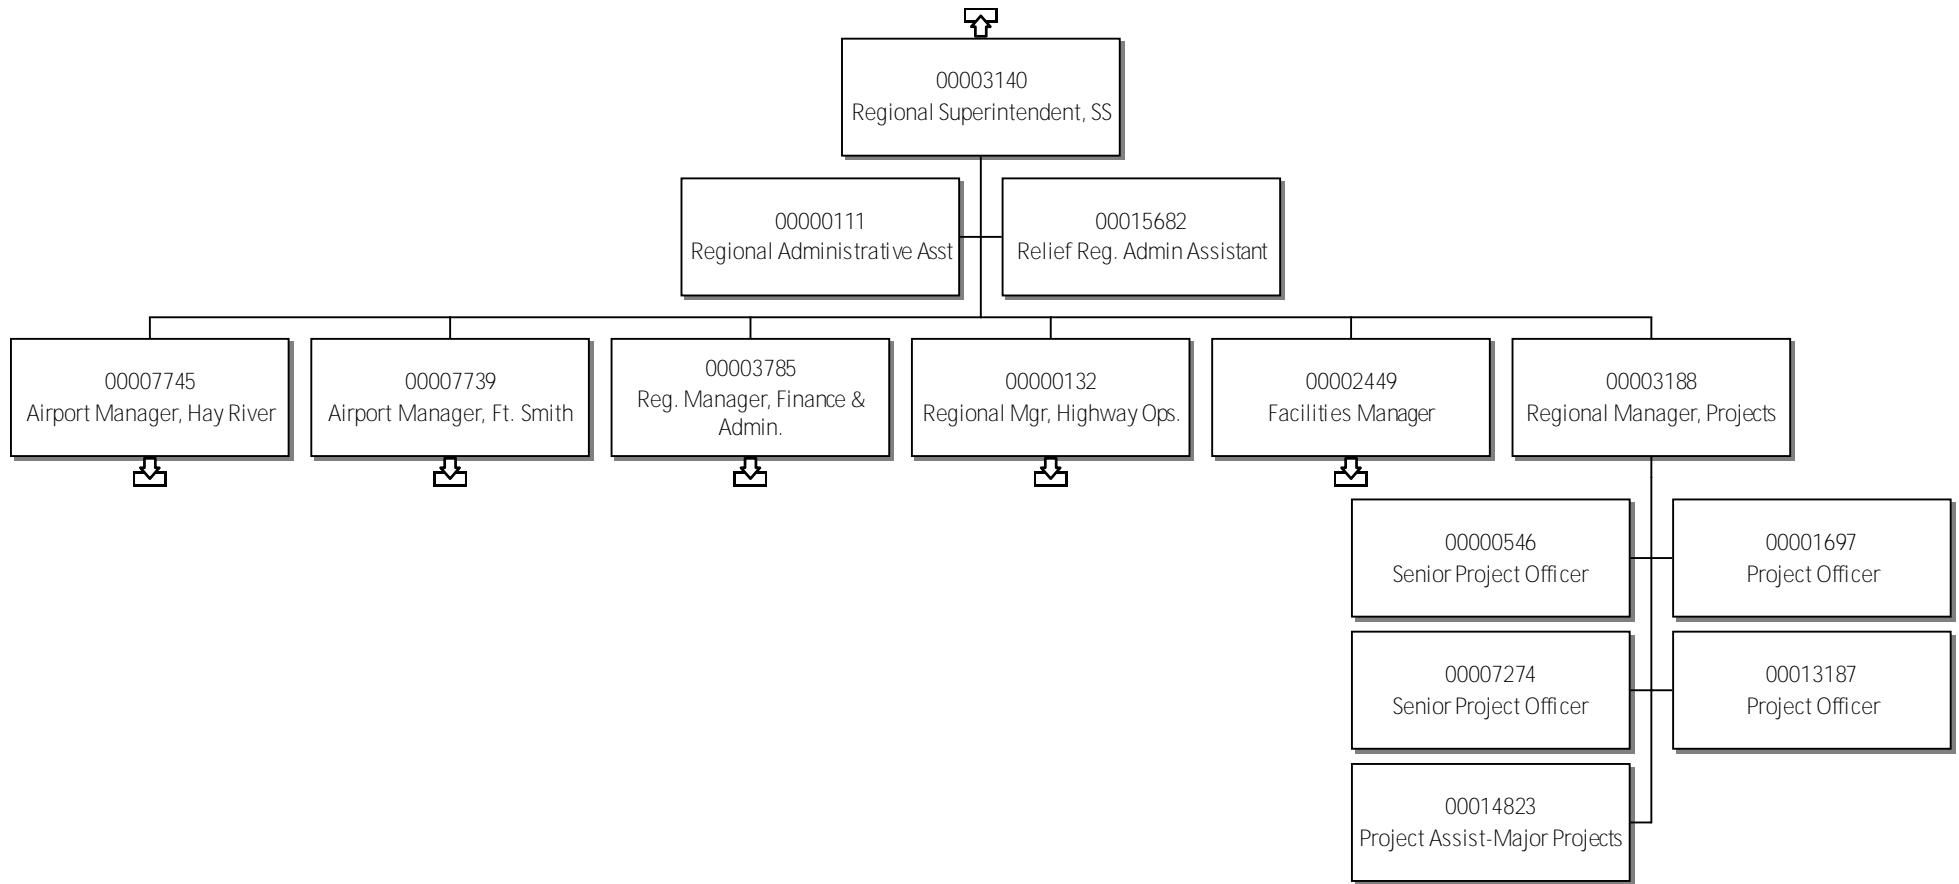 00003140
Regional Superintendent, SS
00000111
Regional Administrative Asst
00015682
Relief Reg. Admin Assistant
00007745
Airport Manager, Hay River
00007739
Airport Manager, Ft. Smith
00003785
Reg. Manager, Finance &
Admin.
00000132
Regional Mgr, Highway Ops.
00002449
Facilities Manager
00003188
Regional Manager, Projects
00000546
Senior Project Officer
00001697
Project Officer
00007274
Senior Project Officer
00013187
Project Officer
00014823
Project Assist-Major Projects